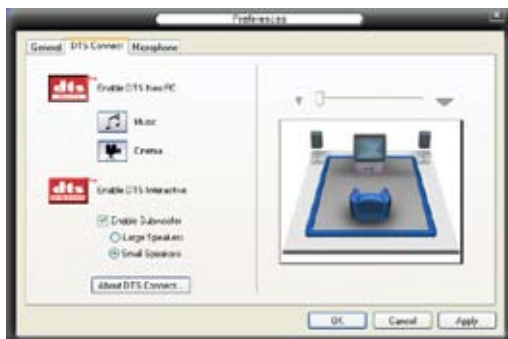 Preferences
General DTS Connect Microphone
dts Enable DTS Neo:PC
Music
Cinema
dts Enable DTS Interactive
Enable Subwoofer
Large Speakers
Small Speakers
About DTS Connect...
OK Cancel Apply